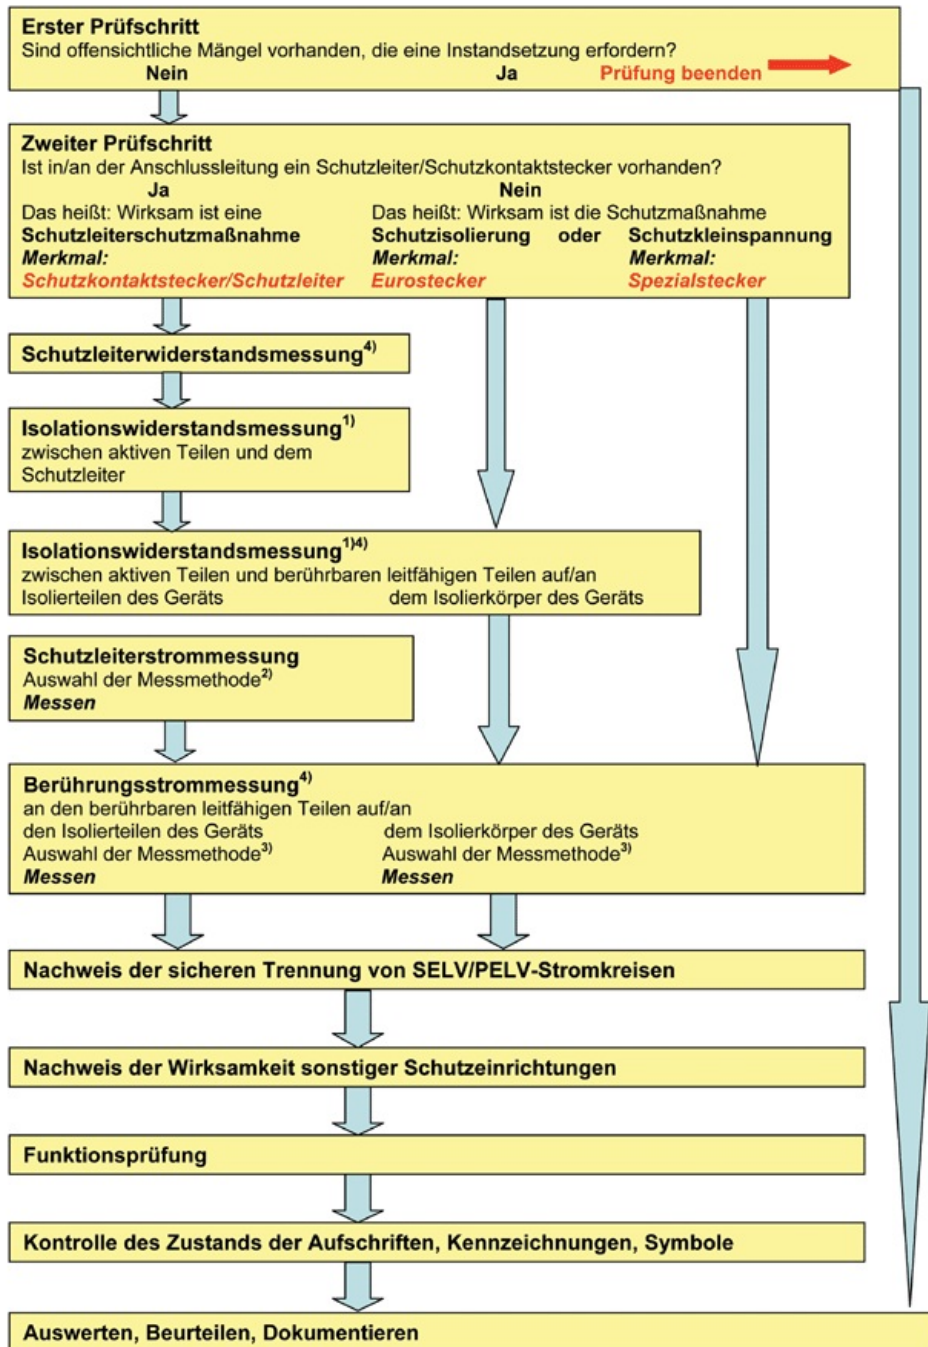 Erster Prüfschritt
Sind offensichtliche Mängel vorhanden, die eine Instandsetzung erfordern?
Nein Ja Prüfung beenden
Zweiter Prüfschritt
Ist in/an der Anschlussleitung ein Schutzleiter/Schutzkontaktstecker vorhanden?
Ja Nein
Das heißt: Wirksam ist eine Das heißt: Wirksam ist die Schutzmaßnahme
Schutzleiterschutzmaßnahme Schutzisolierung oder Schutzkleinspannung
Merkmal: Merkmal: Merkmal:
Schutzkontaktstecker/Schutzleiter Eurostecker Spezialstecker
Schutzleiterwiderstandsmessung4)
Isolationswiderstandsmessung1)
zwischen aktiven Teilen und dem
Schutzleiter
Isolationswiderstandsmessung1)4)
zwischen aktiven Teilen und berührbaren leitfähigen Teilen auf/an
Isolierteilen des Geräts dem Isolierkörper des Geräts
Schutzleiterstrommessung
Auswahl der Messmethode2)
Messen
Berührungsstrommessung4)
an den berührbaren leitfähigen Teilen auf/an
den Isolierteilen des Geräts dem Isolierkörper des Geräts
Auswahl der Messmethode3) Auswahl der Messmethode3)
Messen Messen
Nachweis der sicheren Trennung von SELV/PELV-Stromkreisen
Nachweis der Wirksamkeit sonstiger Schutzeinrichtungen
Funktionsprüfung
Kontrolle des Zustands der Aufschriften, Kennzeichnungen, Symbole
Auswerten, Beurteilen, Dokumentieren